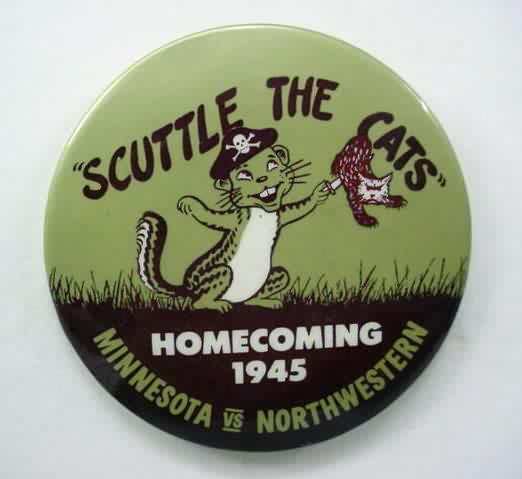 "SCUTTLE THE CATS"
HOMECOMING
1945
MINNESOTA VS NORTHWESTERN